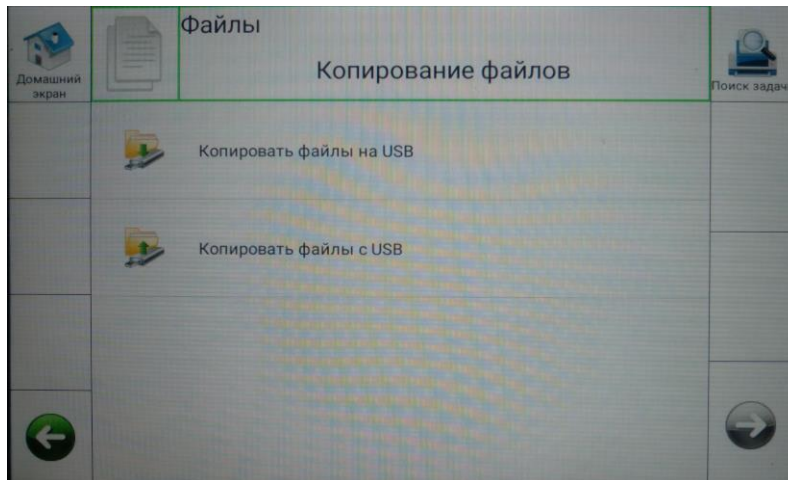 Файлы
Копирование файлов
Домашний
экран
Поиск задач
Копировать файлы на USB
Копировать файлы с USB